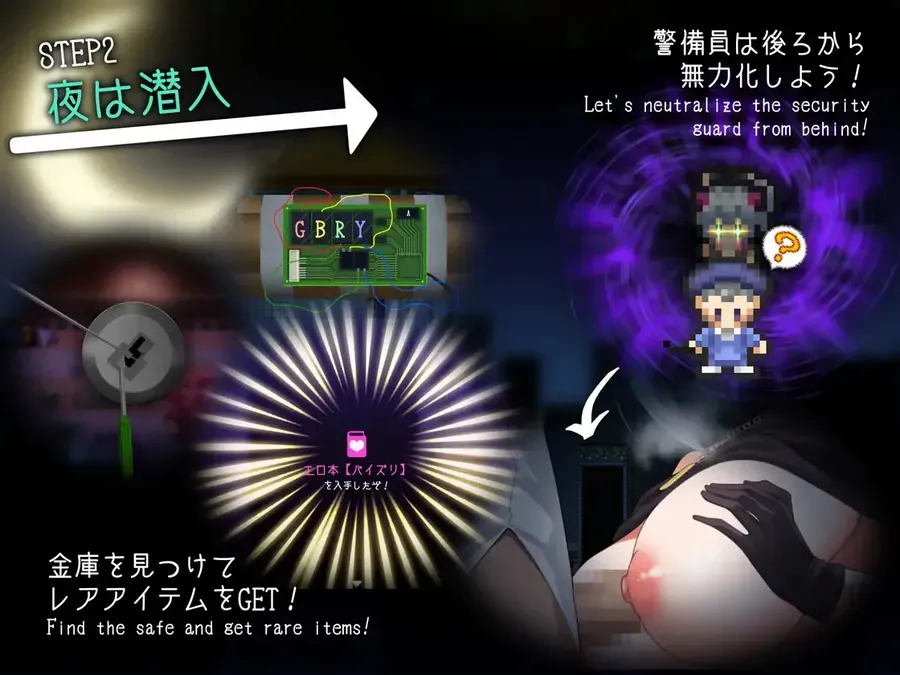 STEP2
夜は潜入
警備員は後ろから
無力化しよう！
Let's neutralize the security
guard from behind!
A
G B R Y
?
エロ本【パイズリ】
を入手したぞ！
金庫を見つけて
レアアイテムをGET！
Find the safe and get rare items!